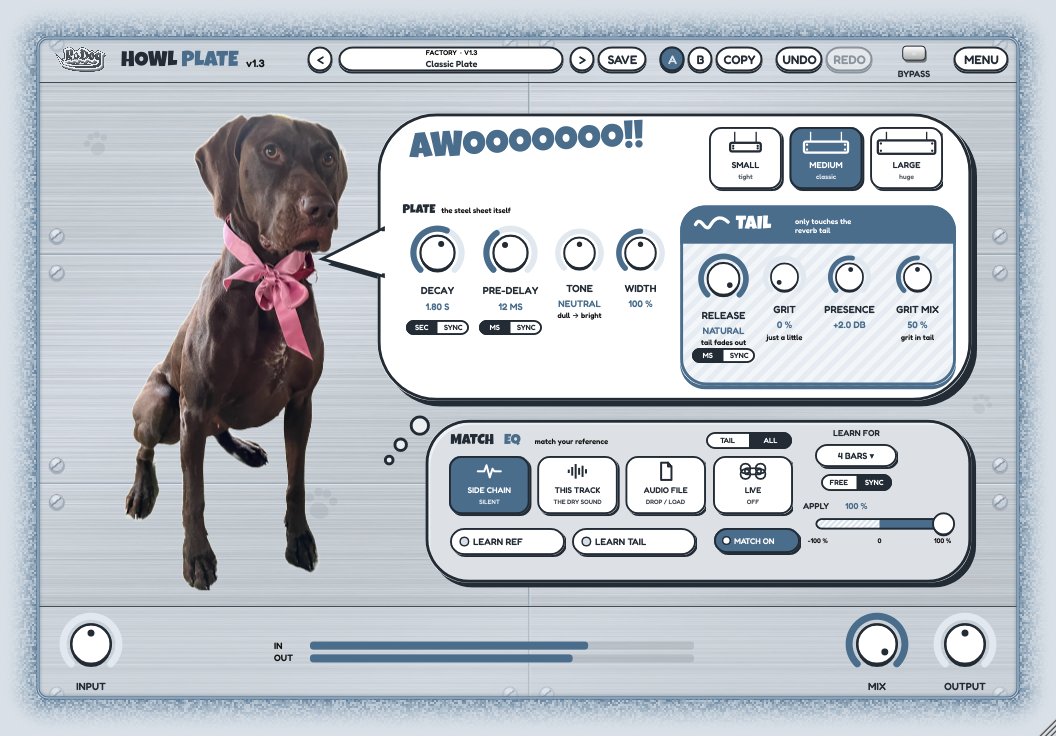 KsDog
HOWL PLATE v1.3
<
FACTORY · V1.3
Classic Plate
>
SAVE
A
B
COPY
UNDO
REDO
BYPASS
MENU
AWOOOOOOO!!
SMALL
tight
MEDIUM
classic
LARGE
huge
PLATE the steel sheet itself
DECAY
1.80 S
SEC SYNC
PRE-DELAY
12 MS
MS SYNC
TONE
NEUTRAL
dull → bright
WIDTH
100 %
TAIL
only touches the
reverb tail
RELEASE
NATURAL
tail fades out
MS SYNC
GRIT
0 %
just a little
PRESENCE
+2.0 DB
GRIT MIX
50 %
grit in tail
MATCH EQ match your reference
TAIL ALL
SIDE CHAIN
SILENT
THIS TRACK
THE DRY SOUND
AUDIO FILE
DROP / LOAD
LIVE
OFF
LEARN REF
LEARN TAIL
MATCH ON
LEARN FOR
4 BARS ▾
FREE SYNC
APPLY 100 %
-100 % 0 100 %
INPUT
IN
OUT
MIX
OUTPUT